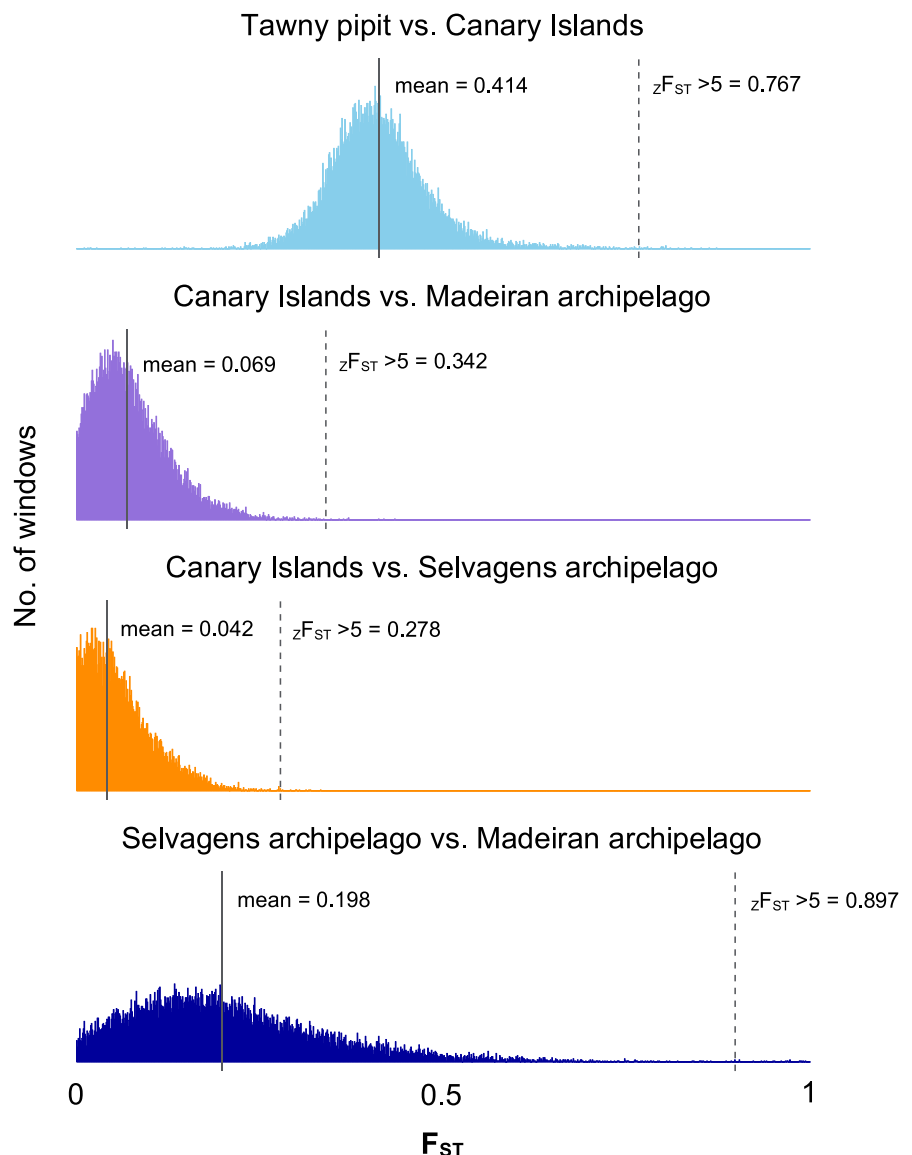 Tawny pipit vs. Canary Islands
mean = 0.414
zFST >5 = 0.767
Canary Islands vs. Madeiran archipelago
mean = 0.069
zFST >5 = 0.342
No. of windows
Canary Islands vs. Selvagens archipelago
mean = 0.042
zFST >5 = 0.278
Selvagens archipelago vs. Madeiran archipelago
mean = 0.198
zFST >5 = 0.897
0 0.5 1
FST